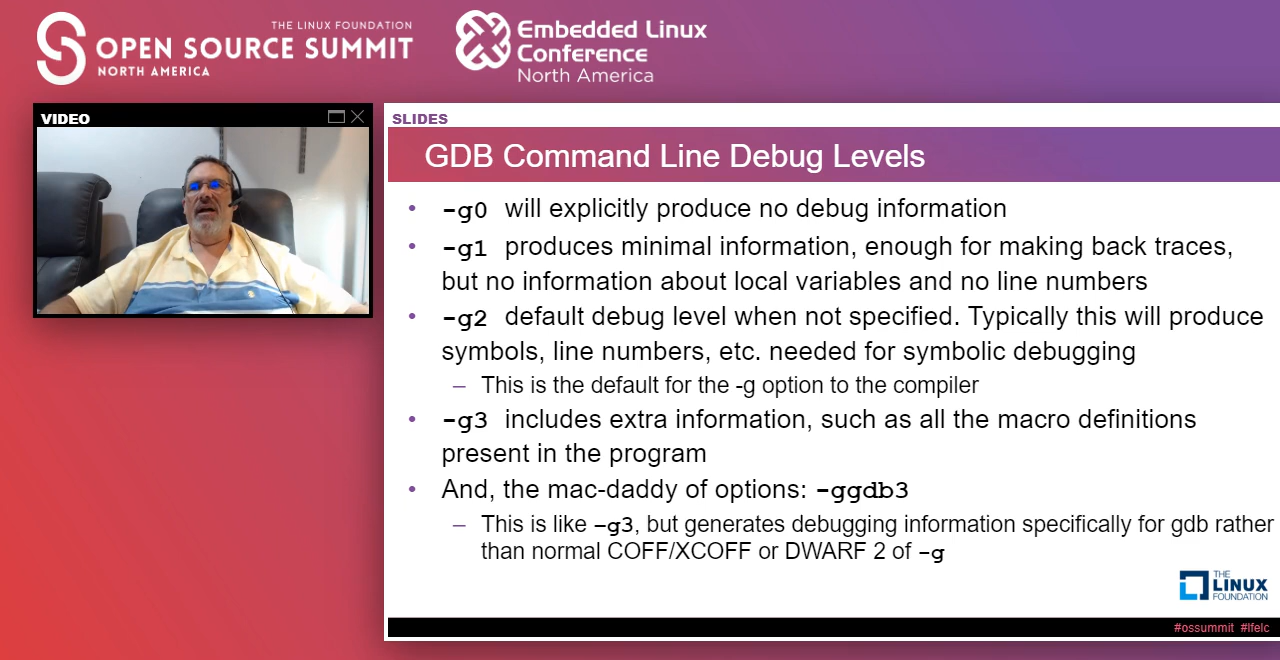 THE LINUX FOUNDATION
OPEN SOURCE SUMMIT
NORTH AMERICA
Embedded Linux
Conference
North America
VIDEO
SLIDES
GDB Command Line Debug Levels
• -g0 will explicitly produce no debug information
• -g1 produces minimal information, enough for making back traces,
but no information about local variables and no line numbers
• -g2 default debug level when not specified. Typically this will produce
symbols, line numbers, etc. needed for symbolic debugging
– This is the default for the -g option to the compiler
• -g3 includes extra information, such as all the macro definitions
present in the program
• And, the mac-daddy of options: -ggdb3
– This is like -g3, but generates debugging information specifically for gdb rather
than normal COFF/XCOFF or DWARF 2 of -g
THE
LINUX
FOUNDATION
#ossummit #lfelc